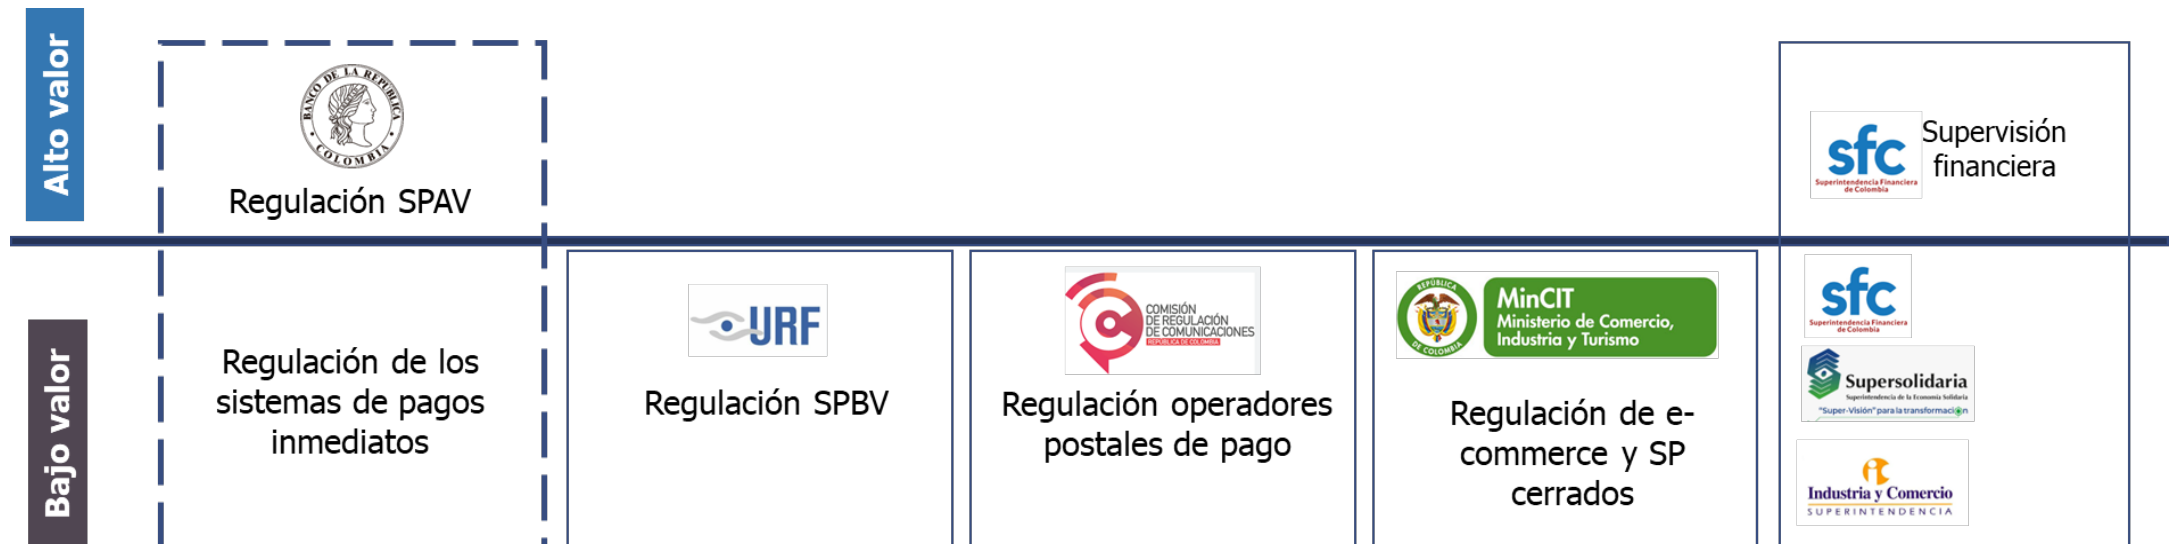 Alto valor
BANCO DE LA REPÚBLICA
COLOMBIA
Regulación SPAV
sfc
Superintendencia Financiera
de Colombia
Supervisión
financiera
Bajo valor
Regulación de los
sistemas de pagos
inmediatos
URF
Regulación SPBV
COMISIÓN
DE REGULACIÓN
DE COMUNICACIONES
REPÚBLICA DE COLOMBIA
Regulación operadores
postales de pago
REPÚBLICA
DE COLOMBIA
MinCIT
Ministerio de Comercio,
Industria y Turismo
Regulación de e-
commerce y SP
cerrados
sfc
Superintendencia Financiera
de Colombia
Supersolidaria
Superintendencia de la Economía Solidaria
"Super-Visión" para la transformación
Industria y Comercio
SUPERINTENDENCIA